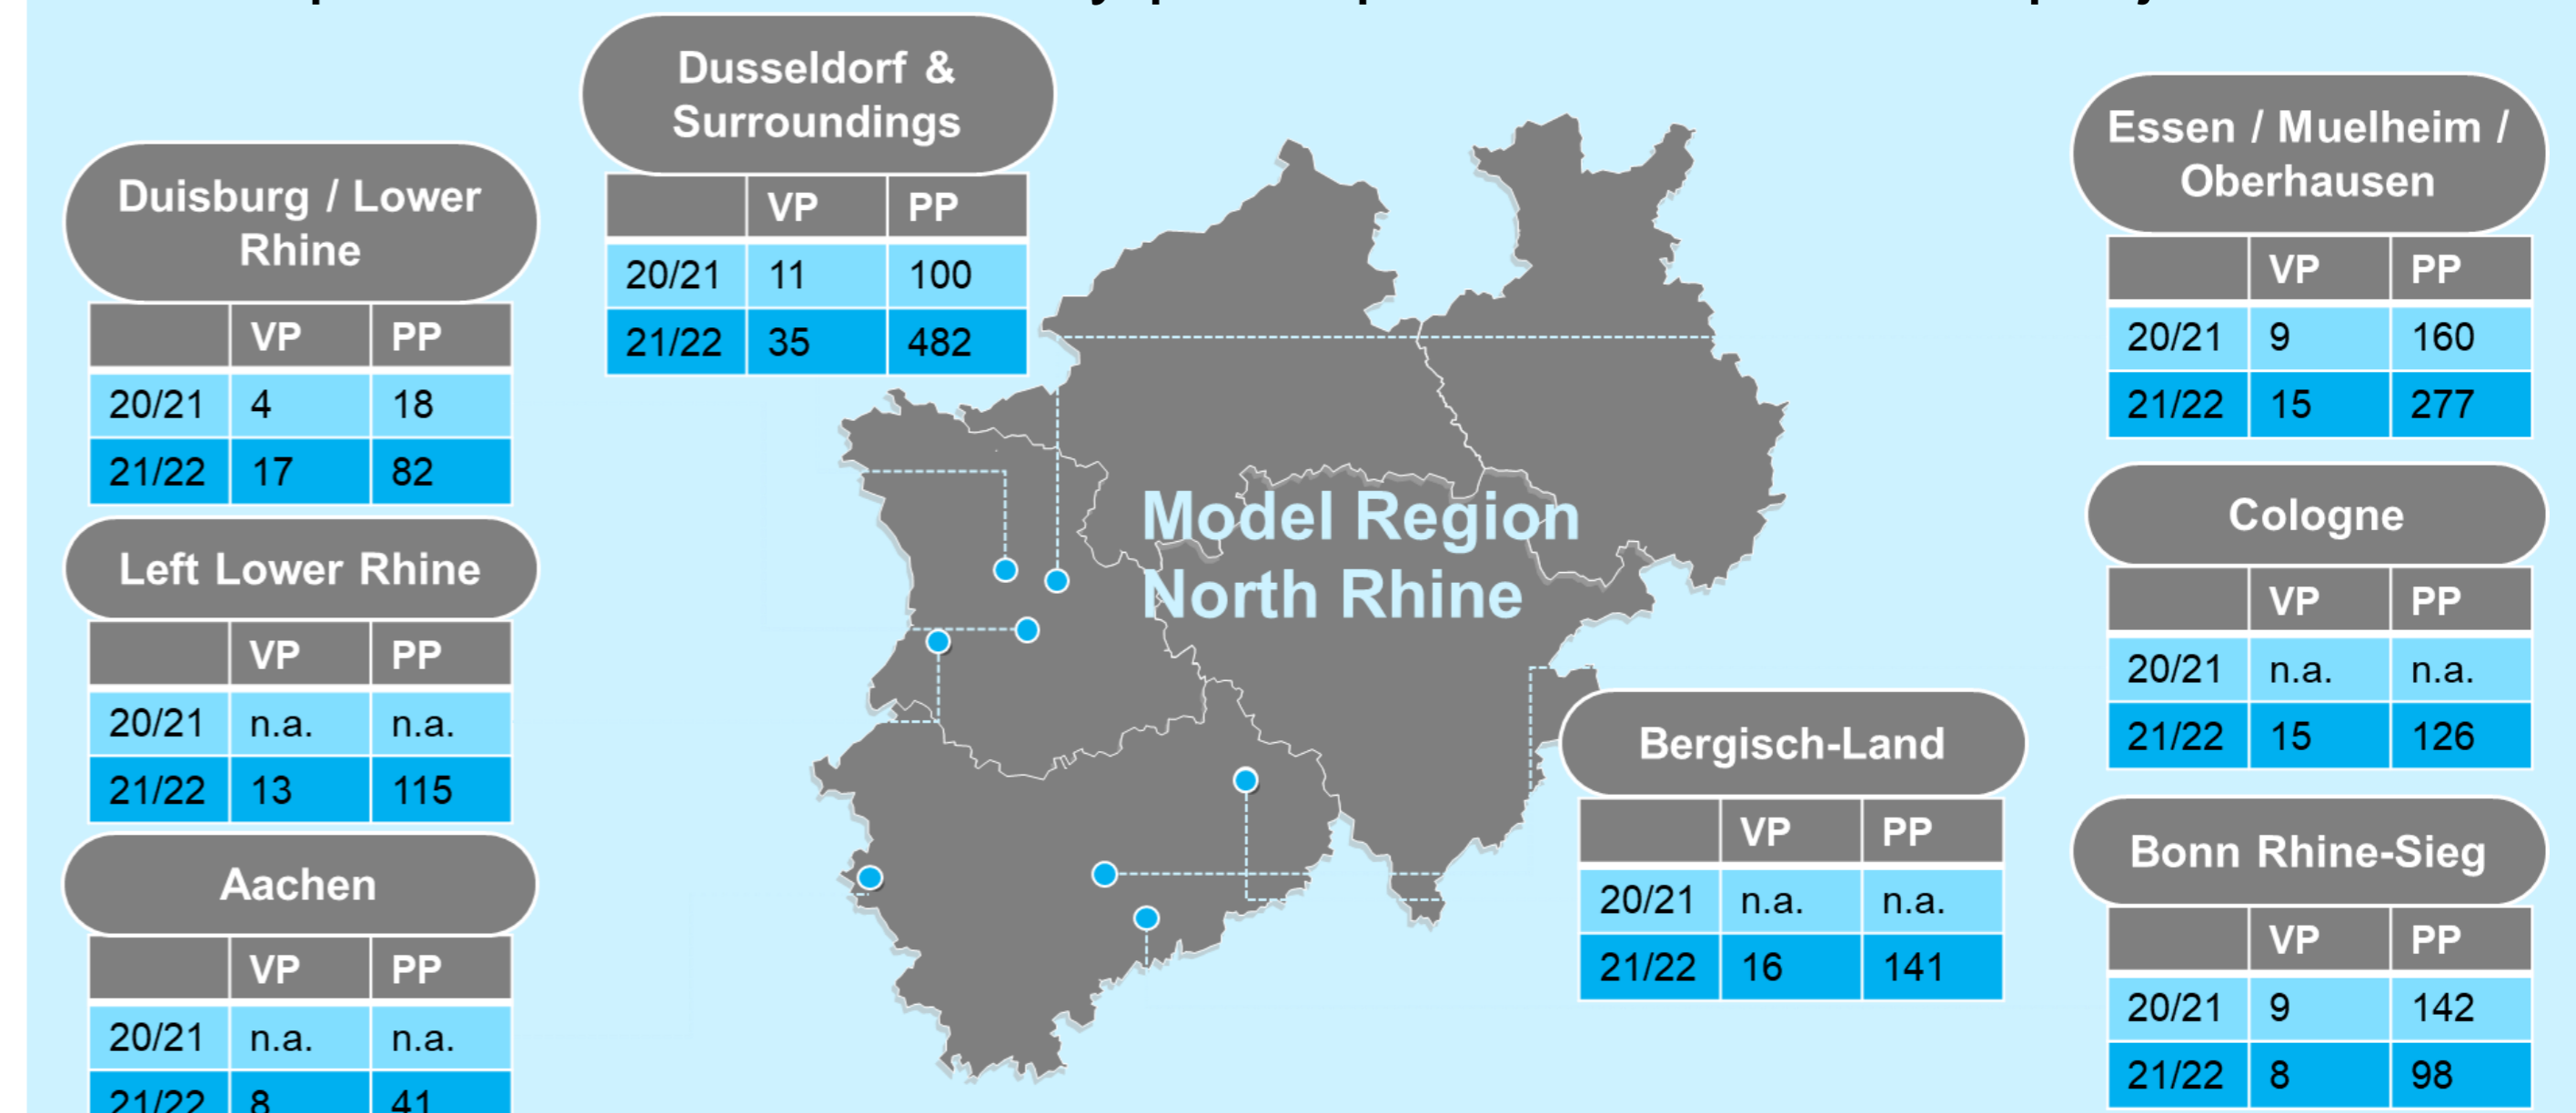 Dusseldorf &
Surroundings
VP PP
20/21 11 100
21/22 35 482
Duisburg / Lower
Rhine
VP PP
20/21 4 18
21/22 17 82
Left Lower Rhine
VP PP
20/21 n.a. n.a.
21/22 13 115
Aachen
VP PP
20/21 n.a. n.a.
21/22 8 41
Model Region
North Rhine
Bergisch-Land
VP PP
20/21 n.a. n.a.
21/22 16 141
Essen / Muelheim /
Oberhausen
VP PP
20/21 9 160
21/22 15 277
Cologne
VP PP
20/21 n.a. n.a.
21/22 15 126
Bonn Rhine-Sieg
VP PP
20/21 9 142
21/22 8 98